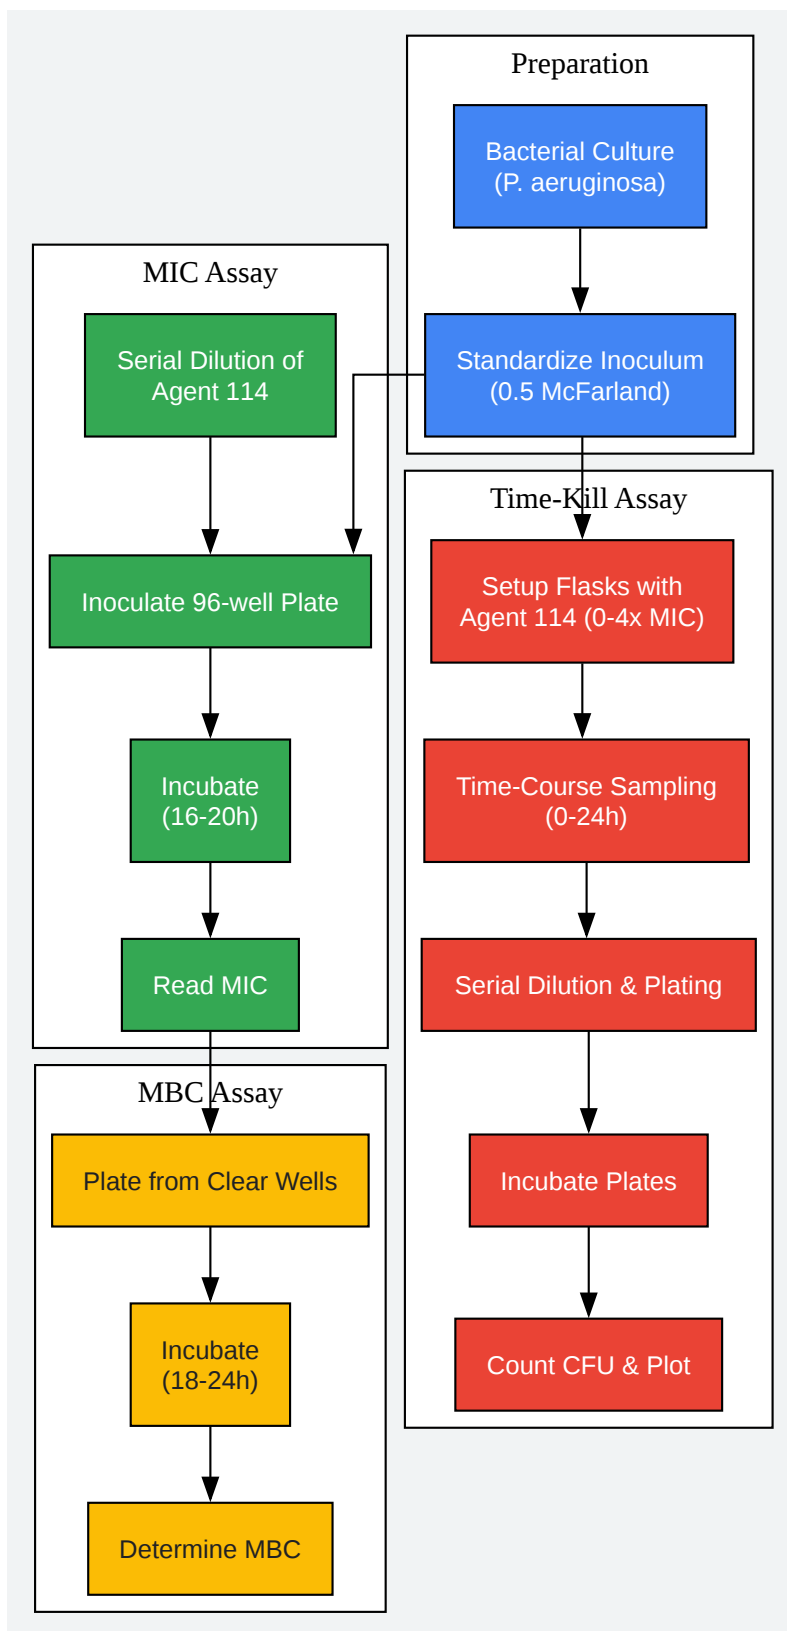 Preparation
Bacterial Culture
(P. aeruginosa)
Standardize Inoculum
(0.5 McFarland)
MIC Assay
Serial Dilution of
Agent 114
Inoculate 96-well Plate
Incubate
(16-20h)
Read MIC
MBC Assay
Plate from Clear Wells
Incubate
(18-24h)
Determine MBC
Time-Kill Assay
Setup Flasks with
Agent 114 (0-4x MIC)
Time-Course Sampling
(0-24h)
Serial Dilution & Plating
Incubate Plates
Count CFU & Plot